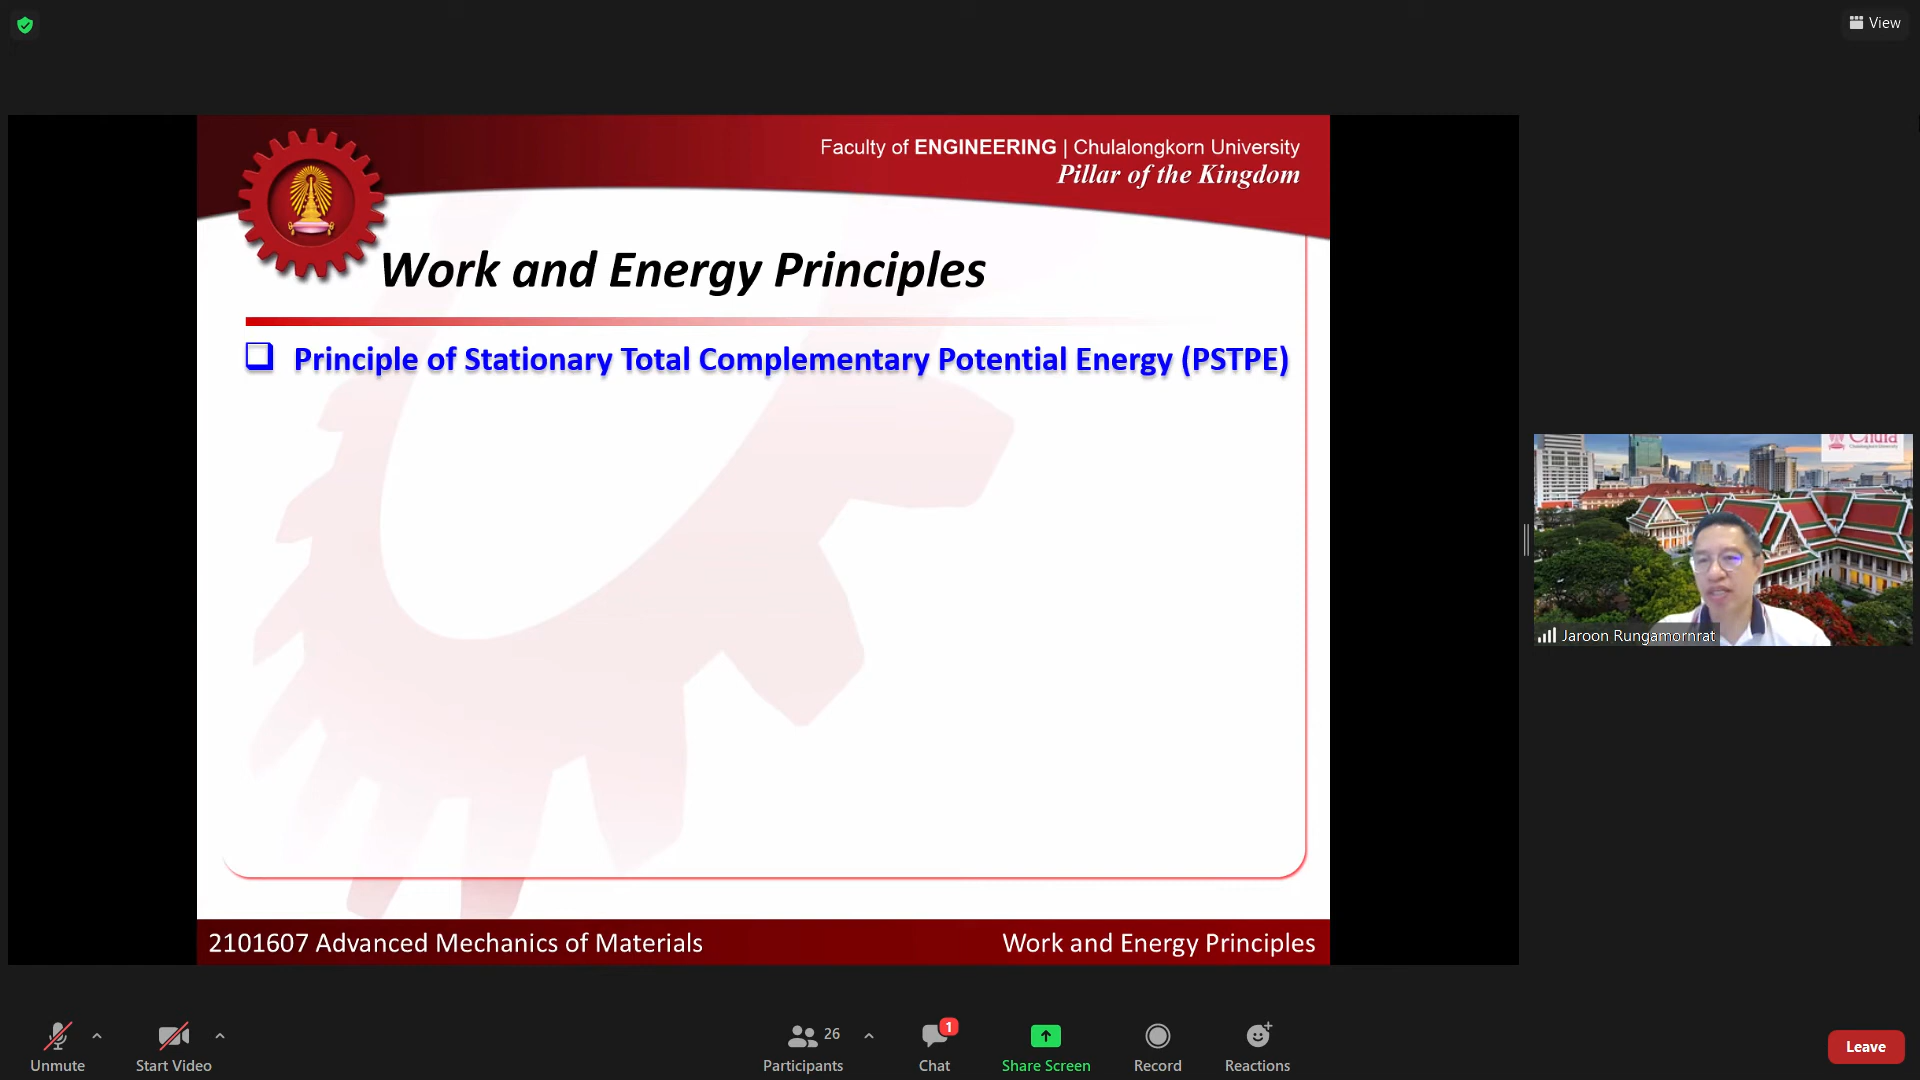 View
Faculty of ENGINEERING | Chulalongkorn University
Pillar of the Kingdom
Work and Energy Principles
Principle of Stationary Total Complementary Potential Energy (PSTPE)
Chula
Chulalongkorn University
Jaroon Rungamornrat
2101607 Advanced Mechanics of Materials
Work and Energy Principles
Unmute
Start Video
26
Participants
1
Chat
Share Screen
Record
Reactions
Leave